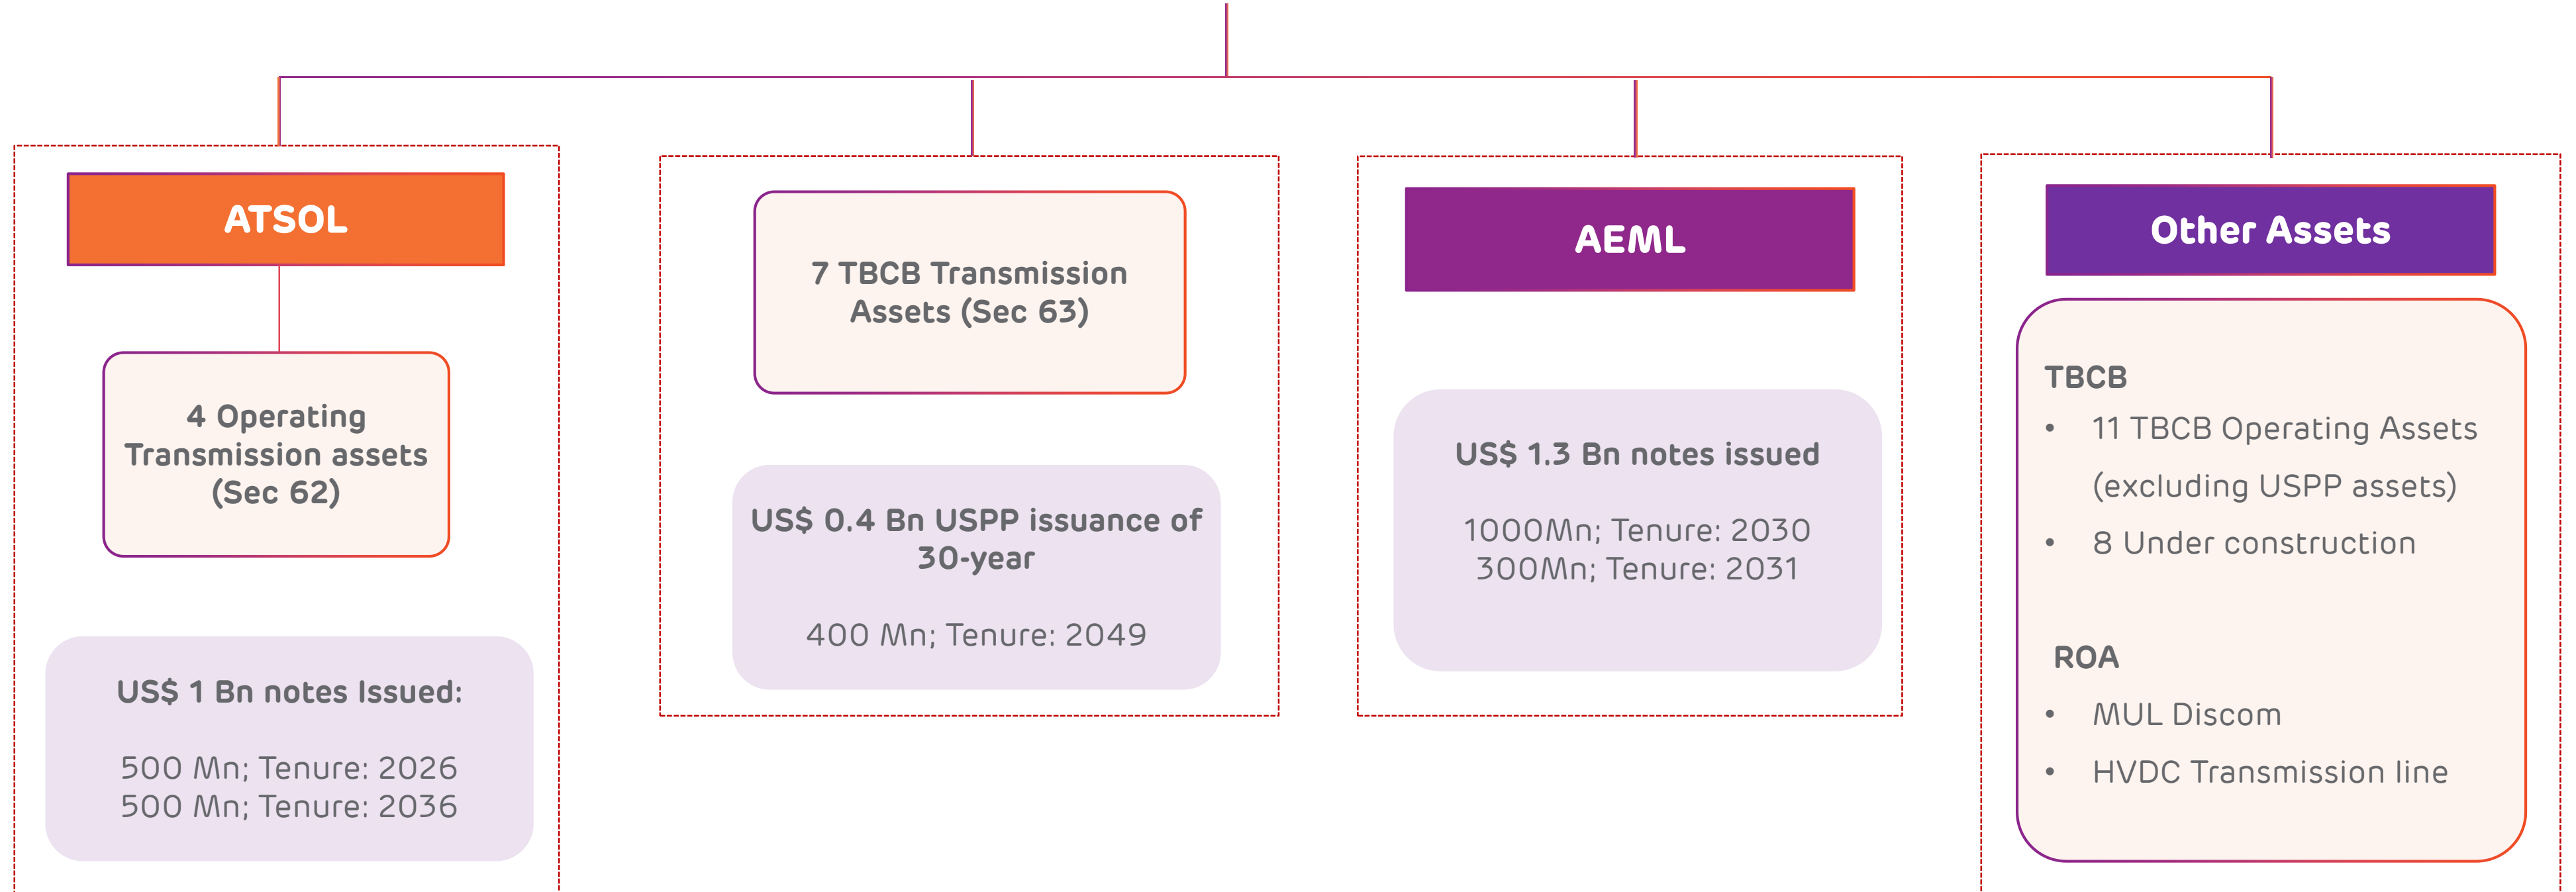 ATSOL
4 Operating
Transmission assets
(Sec 62)
US$ 1 Bn notes Issued:
500 Mn; Tenure: 2026
500 Mn; Tenure: 2036
7 TBCB Transmission
Assets (Sec 63)
US$ 0.4 Bn USPP issuance of
30-year
400 Mn; Tenure: 2049
AEML
US$ 1.3 Bn notes issued
1000Mn; Tenure: 2030
300Mn; Tenure: 2031
Other Assets
TBCB
• 11 TBCB Operating Assets
(excluding USPP assets)
• 8 Under construction
ROA
• MUL Discom
• HVDC Transmission line